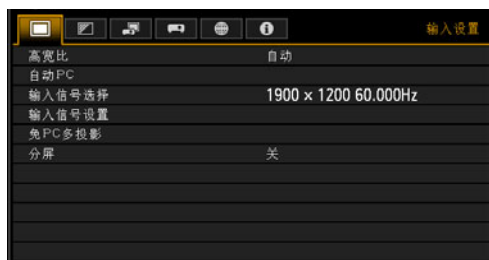 输入设置
高宽比 自动
自动PC
输入信号选择 1900 × 1200 60.000Hz
输入信号设置
免PC多投影
分屏 关